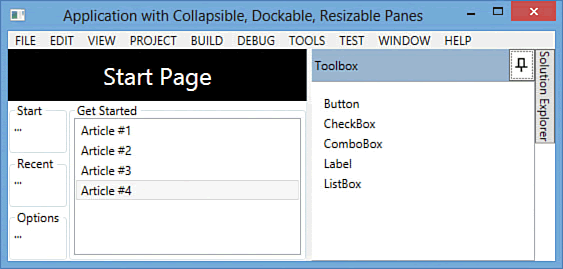 Application with Collapsible, Dockable, Resizable Panes
FILE EDIT VIEW PROJECT BUILD DEBUG TOOLS TEST WINDOW HELP
Start Page
Start
...
Recent
...
Options
...
Get Started
Article #1
Article #2
Article #3
Article #4
Toolbox
Button
CheckBox
ComboBox
Label
ListBox
Solution Explorer